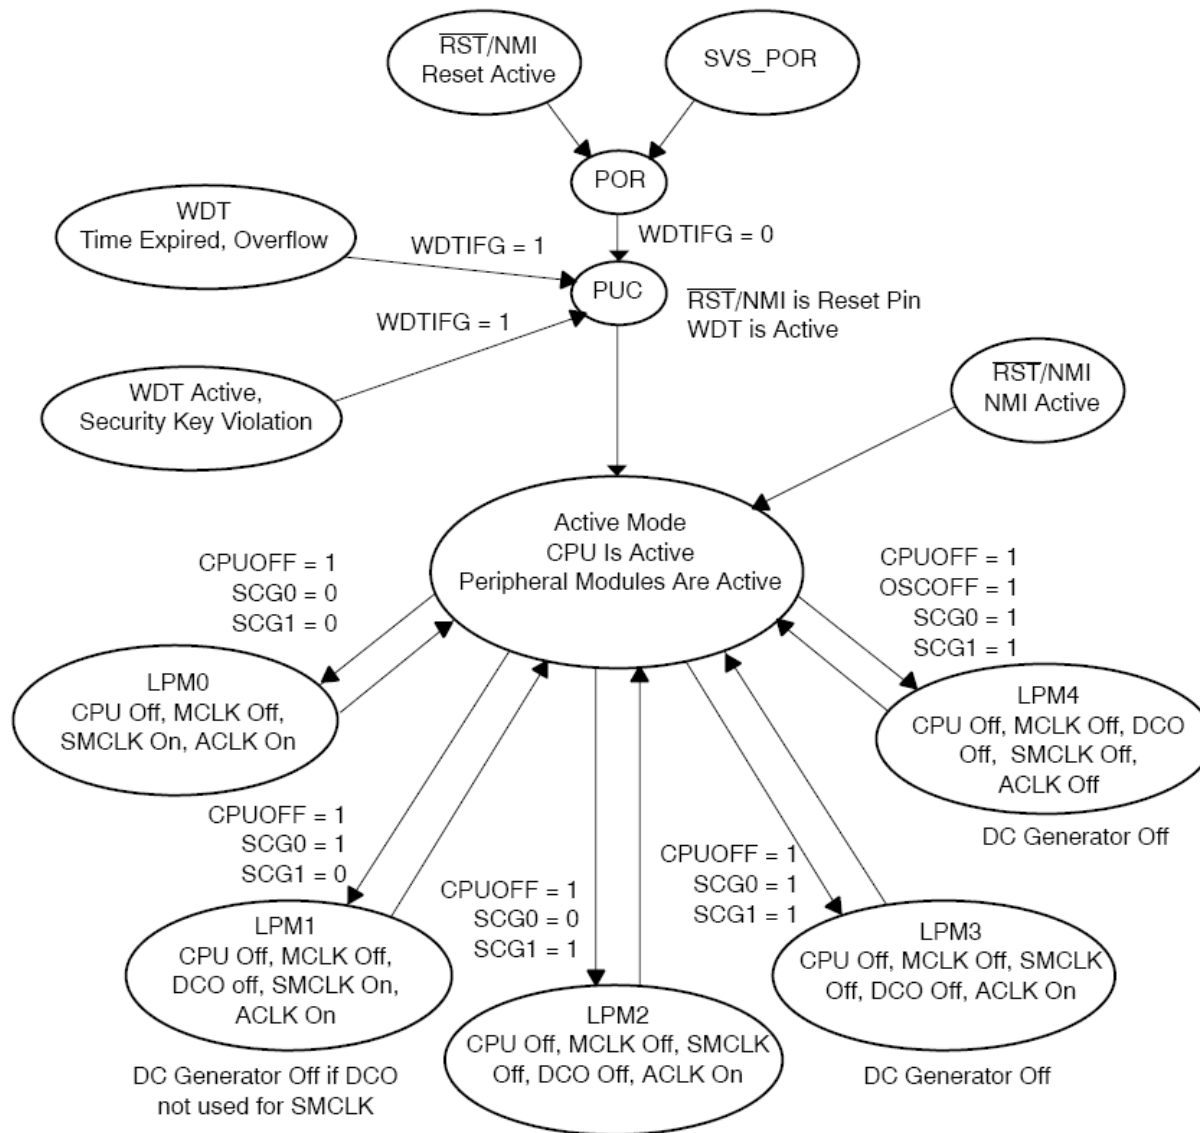 R̅S̅T̅/NMI
Reset Active
SVS_POR
POR
WDT
Time Expired, Overflow
WDTIFG = 1
WDTIFG = 0
PUC
R̅S̅T̅/NMI is Reset Pin
WDT is Active
WDTIFG = 1
WDT Active,
Security Key Violation
R̅S̅T̅/NMI
NMI Active
Active Mode
CPU Is Active
Peripheral Modules Are Active
CPUOFF = 1
SCG0 = 0
SCG1 = 0
CPUOFF = 1
OSCOFF = 1
SCG0 = 1
SCG1 = 1
LPM0
CPU Off, MCLK Off,
SMCLK On, ACLK On
LPM4
CPU Off, MCLK Off, DCO
Off, SMCLK Off,
ACLK Off
DC Generator Off
CPUOFF = 1
SCG0 = 1
SCG1 = 0
CPUOFF = 1
SCG0 = 0
SCG1 = 1
CPUOFF = 1
SCG0 = 1
SCG1 = 1
LPM1
CPU Off, MCLK Off,
DCO off, SMCLK On,
ACLK On
DC Generator Off if DCO
not used for SMCLK
LPM2
CPU Off, MCLK Off, SMCLK
Off, DCO Off, ACLK On
LPM3
CPU Off, MCLK Off, SMCLK
Off, DCO Off, ACLK On
DC Generator Off